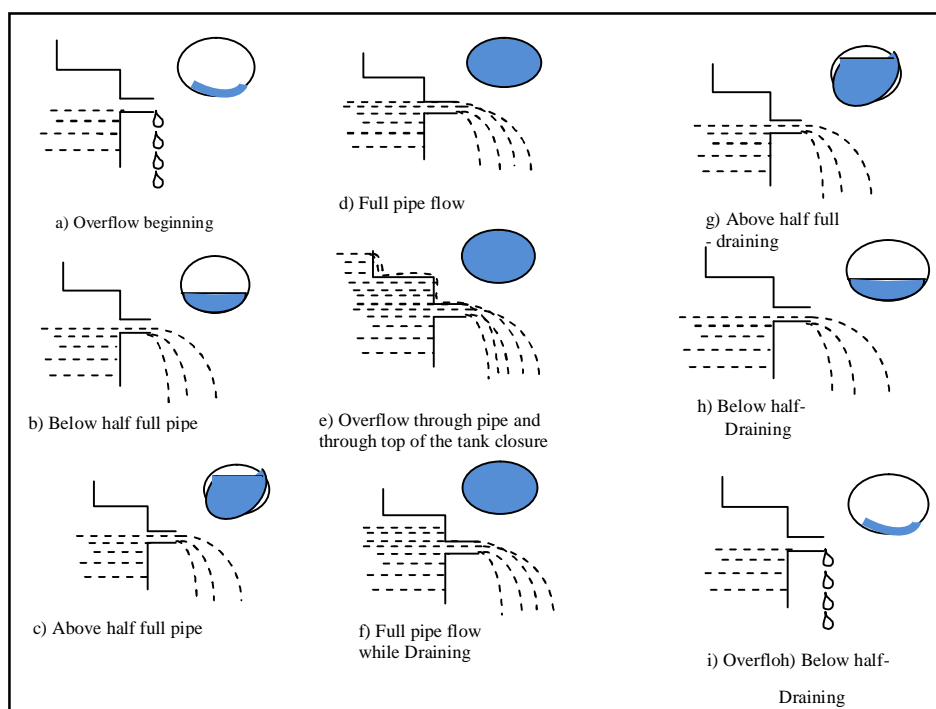 a) Overflow beginning
b) Below half full pipe
c) Above half full pipe
d) Full pipe flow
e) Overflow through pipe and
through top of the tank closure
f) Full pipe flow
while Draining
g) Above half full
- draining
h) Below half-
Draining
i) Overfloh) Below half-
Draining